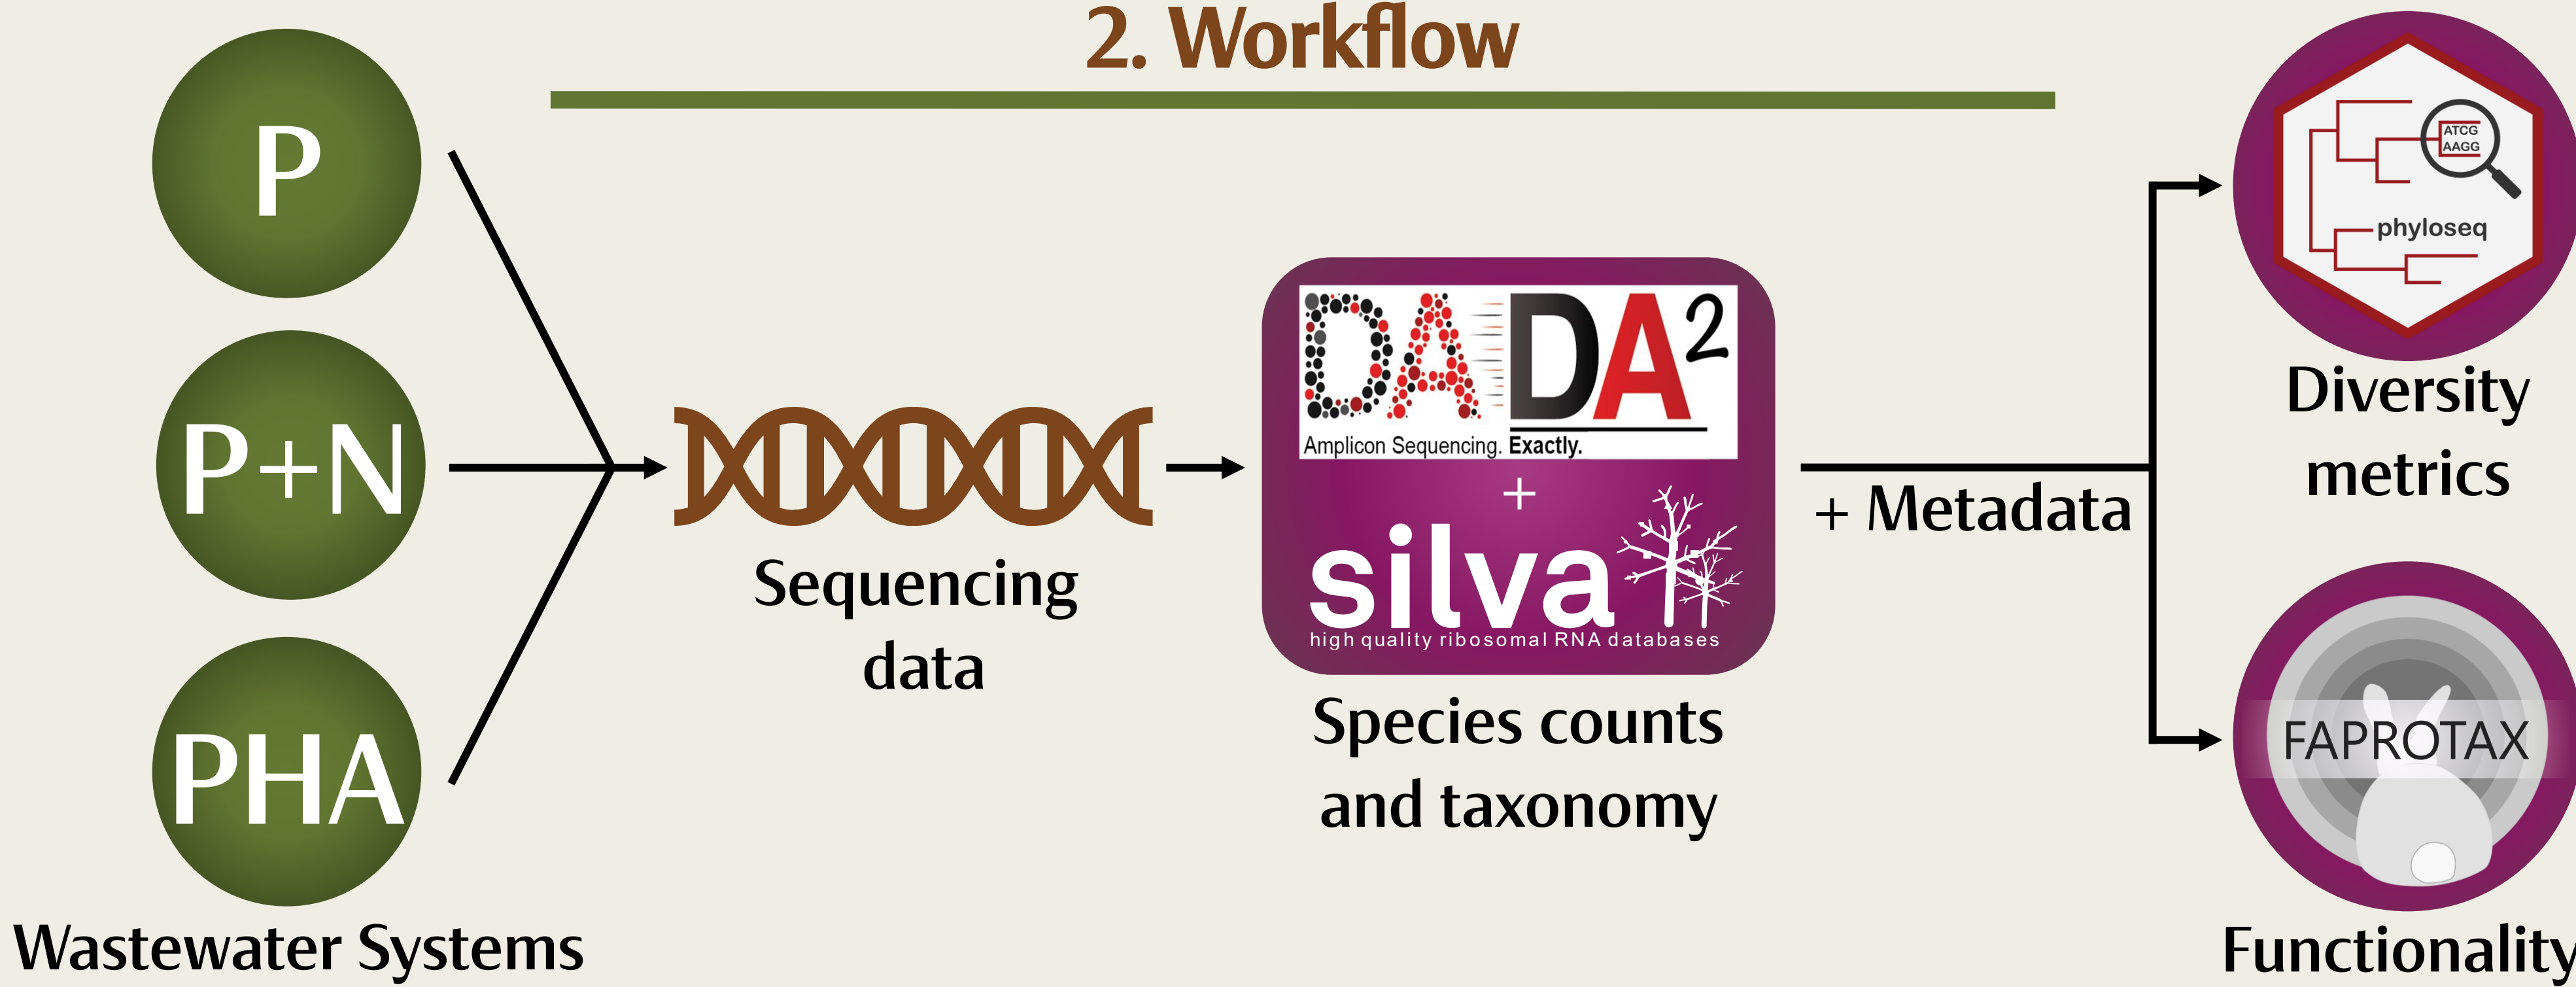 2. Workflow
P
P+N
PHA
Wastewater Systems
Sequencing
data
DADA2
Amplicon Sequencing. Exactly.
+
silva
high quality ribosomal RNA databases
Species counts
and taxonomy
+ Metadata
ATCG
AAGG
phyloseq
Diversity
metrics
FAPROTAX
Functionality